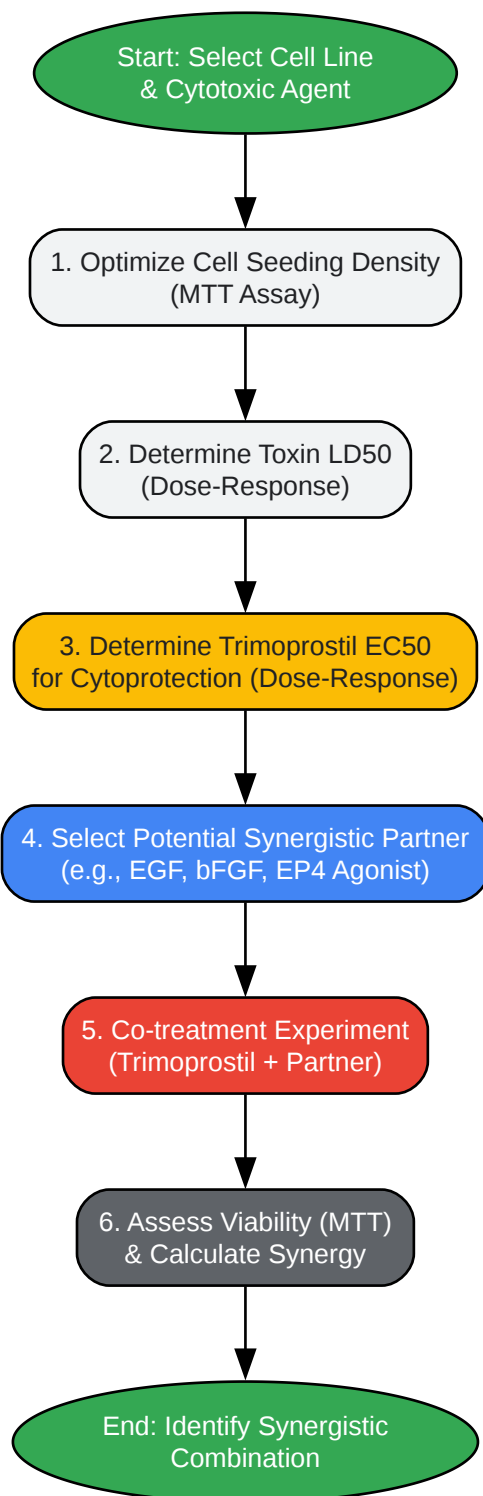 Start: Select Cell Line
& Cytotoxic Agent
1. Optimize Cell Seeding Density
(MTT Assay)
2. Determine Toxin LD50
(Dose-Response)
3. Determine Trimoprostil EC50
for Cytoprotection (Dose-Response)
4. Select Potential Synergistic Partner
(e.g., EGF, bFGF, EP4 Agonist)
5. Co-treatment Experiment
(Trimoprostil + Partner)
6. Assess Viability (MTT)
& Calculate Synergy
End: Identify Synergistic
Combination